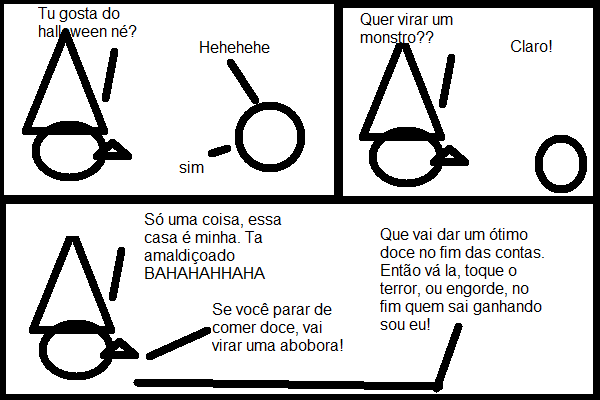 Tu gosta do
halloween né?
Hehehehe
sim
Quer virar um
monstro??
Claro!
Só uma coisa, essa
casa é minha. Ta
amaldiçoado
BAHAHAHHAHA
Se você parar de
comer doce, vai
virar uma abobora!
Que vai dar um ótimo
doce no fim das contas.
Então vá la, toque o
terror, ou engorde, no
fim quem sai ganhando
sou eu!